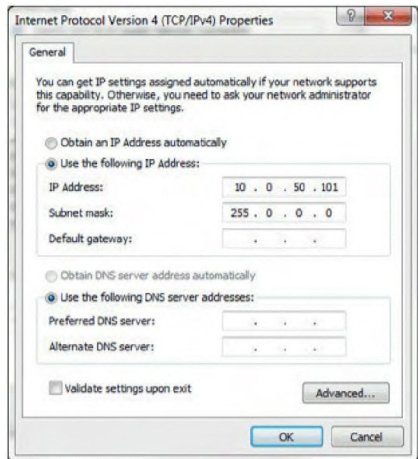 Internet Protocol Version 4 (TCP/IPv4) Properties
General
You can get IP settings assigned automatically if your network supports
this capability. Otherwise, you need to ask your network administrator
for the appropriate IP settings.
Obtain an IP Address automatically
Use the following IP Address:
IP Address: 10 . 0 . 50 . 101
Subnet mask: 255 . 0 . 0 . 0
Default gateway: . . .
Obtain DNS server address automatically
Use the following DNS server addresses:
Preferred DNS server: . . .
Alternate DNS server: . . .
Validate settings upon exit
Advanced...
OK Cancel